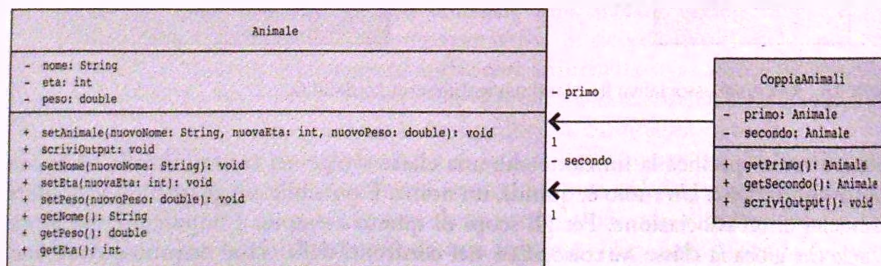 Animale
- nome: String
- eta: int
- peso: double
+ setAnimale(nuovoNome: String, nuovaEta: int, nuovoPeso: double): void
+ scriviOutput: void
+ SetNome(nuovoNome: String): void
+ setEta(nuovaEta: int): void
+ setPeso(nuovoPeso: double): void
+ getNome(): String
+ getPeso(): double
+ getEta(): int
- primo
1
- secondo
1
CoppiaAnimali
- primo: Animale
- secondo: Animale
+ getPrimo(): Animale
+ getSecondo(): Animale
+ scriviOutput(): void